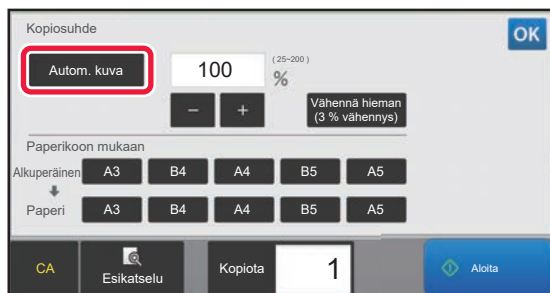 Kopiosuhde
OK
Autom. kuva
100
(25~200)
%
−
+
Vähennä hieman
(3 % vähennys)
Paperikoon mukaan
Alkuperäinen
A3
B4
A4
B5
A5
Paperi
A3
B4
A4
B5
A5
CA
Esikatselu
Kopiota
1
Aloita